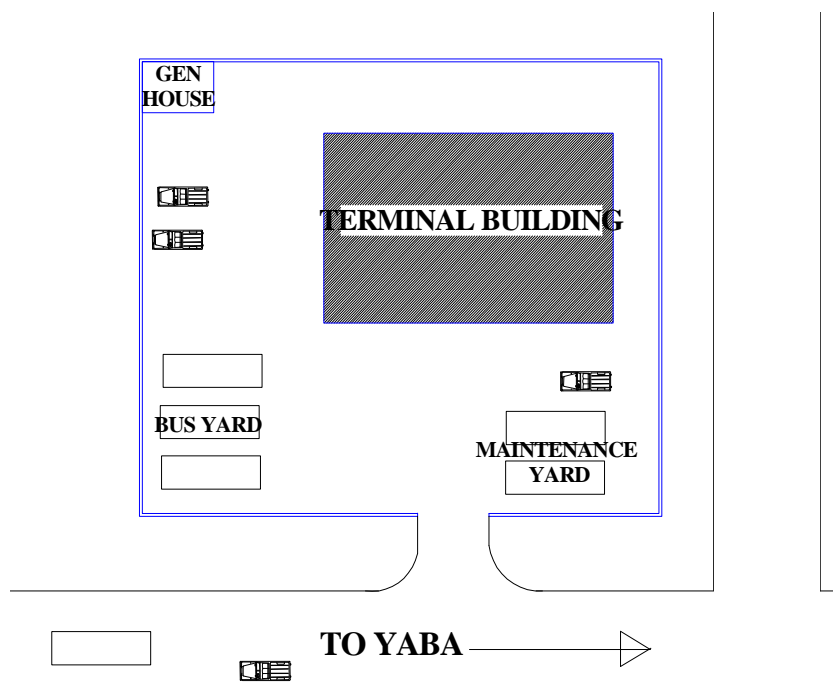 GEN
HOUSE
TERMINAL BUILDING
BUS YARD
MAINTENANCE
YARD
TO YABA